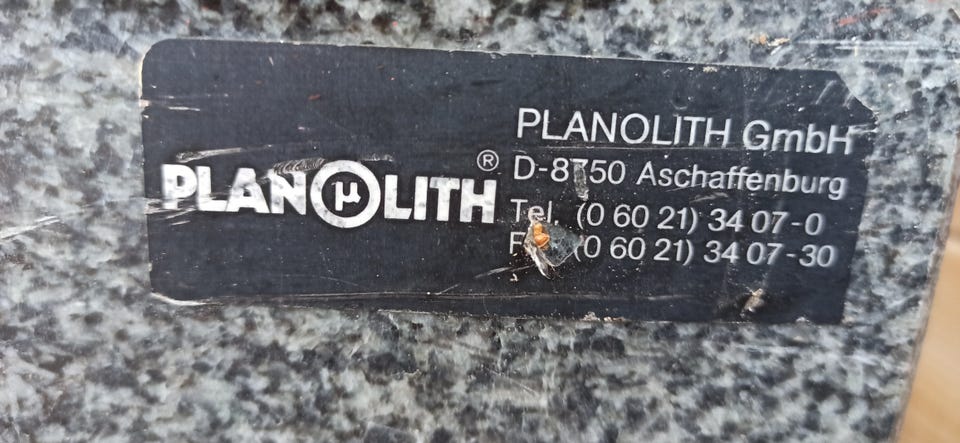 PLANOLITH®
PLANOLITH GmbH
D-8750 Aschaffenburg
Tel. (0 60 21) 34 07-0
(0 60 21) 34 07-30